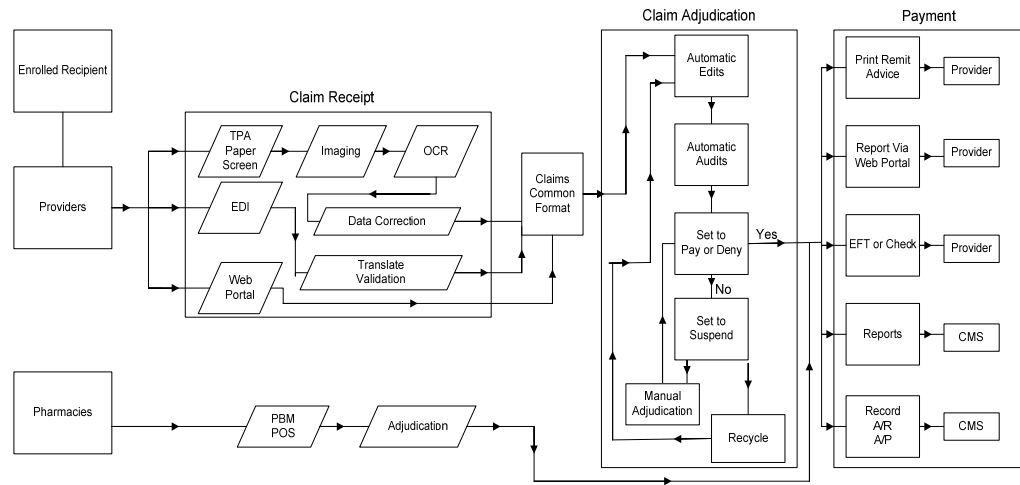 Claim Adjudication
Payment
Enrolled Recipient
Automatic
Edits
Print Remit
Advice
Provider
Claim Receipt
TPA
Paper
Screen
Imaging
OCR
Automatic
Audits
Report Via
Web Portal
Provider
Claims
Common
Format
Providers
EDI
Data Correction
Set to
Pay or Deny
Yes
EFT or Check
Provider
Translate
Validation
Web
Portal
No
Set to
Suspend
Reports
CMS
Pharmacies
PBM
POS
Adjudication
Manual
Adjudication
Recycle
Record
A/R
A/P
CMS